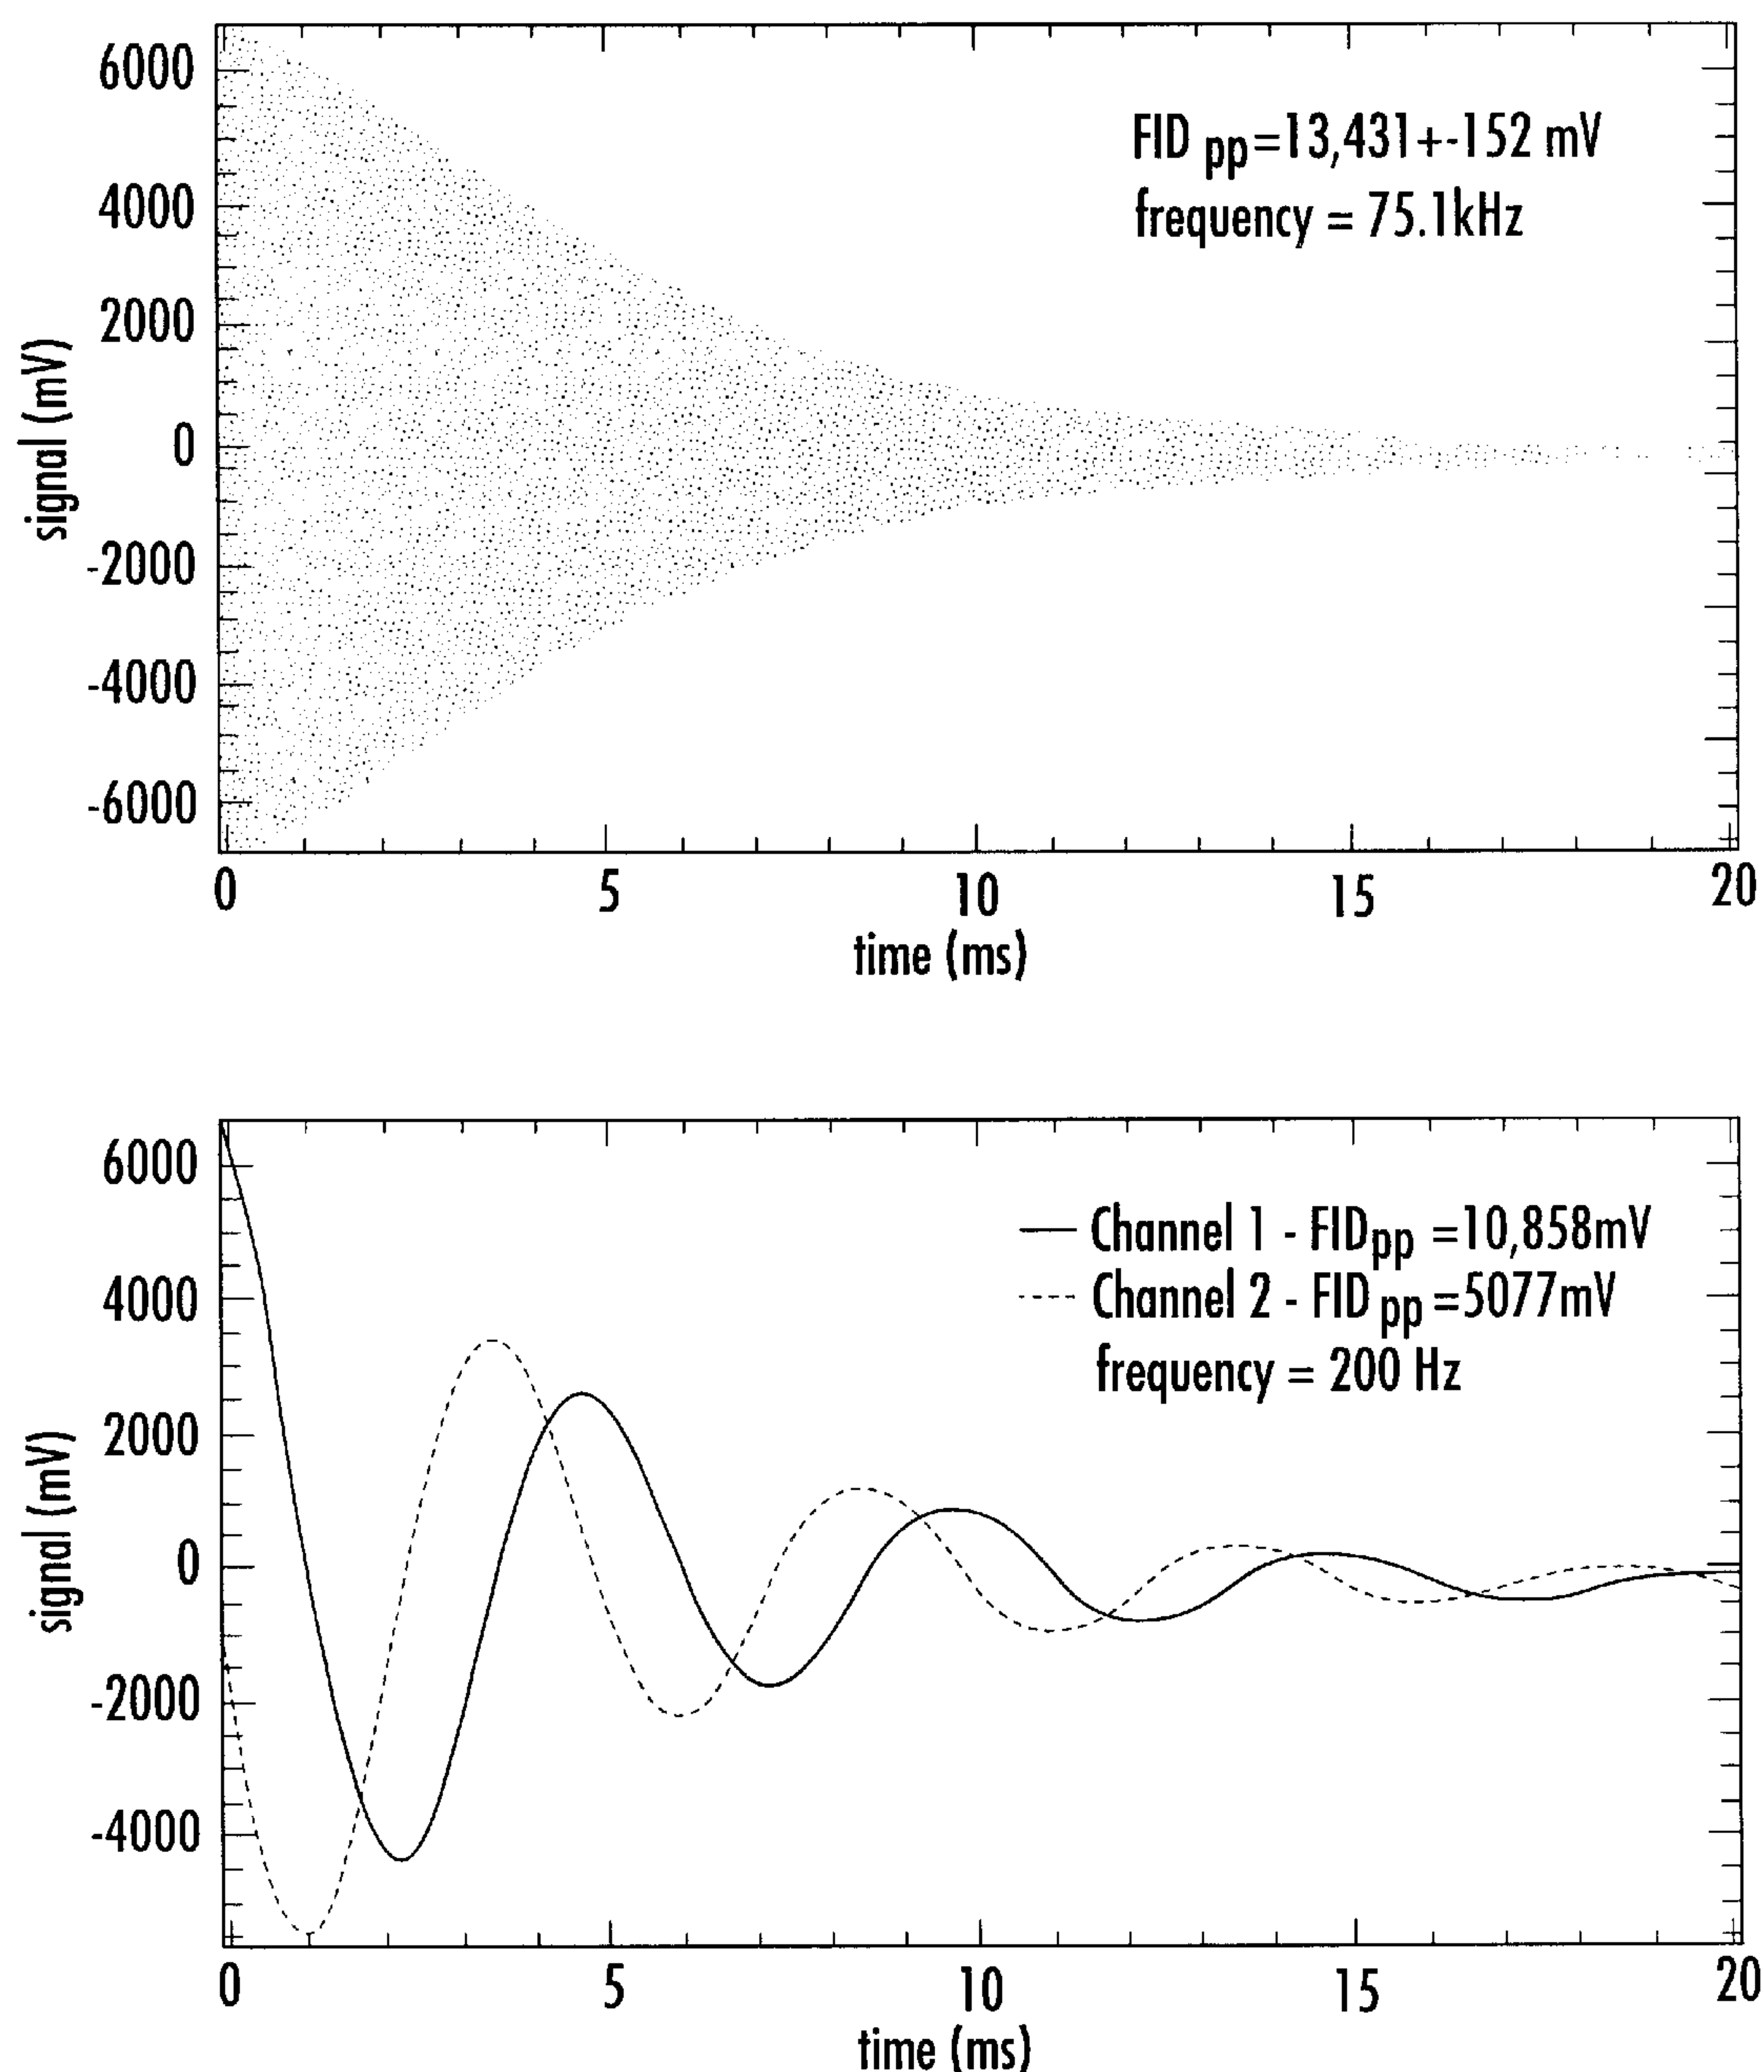 6000
4000
2000
0
-2000
-4000
-6000
signal (mV)
FID pp=13,431+-152 mV
frequency = 75.1kHz
0 5 10 15 20
time (ms)
6000
4000
2000
0
-2000
-4000
signal (mV)
Channel 1 - FIDpp =10,858mV
Channel 2 - FID pp =5077mV
frequency = 200 Hz
0 5 10 15 20
time (ms)